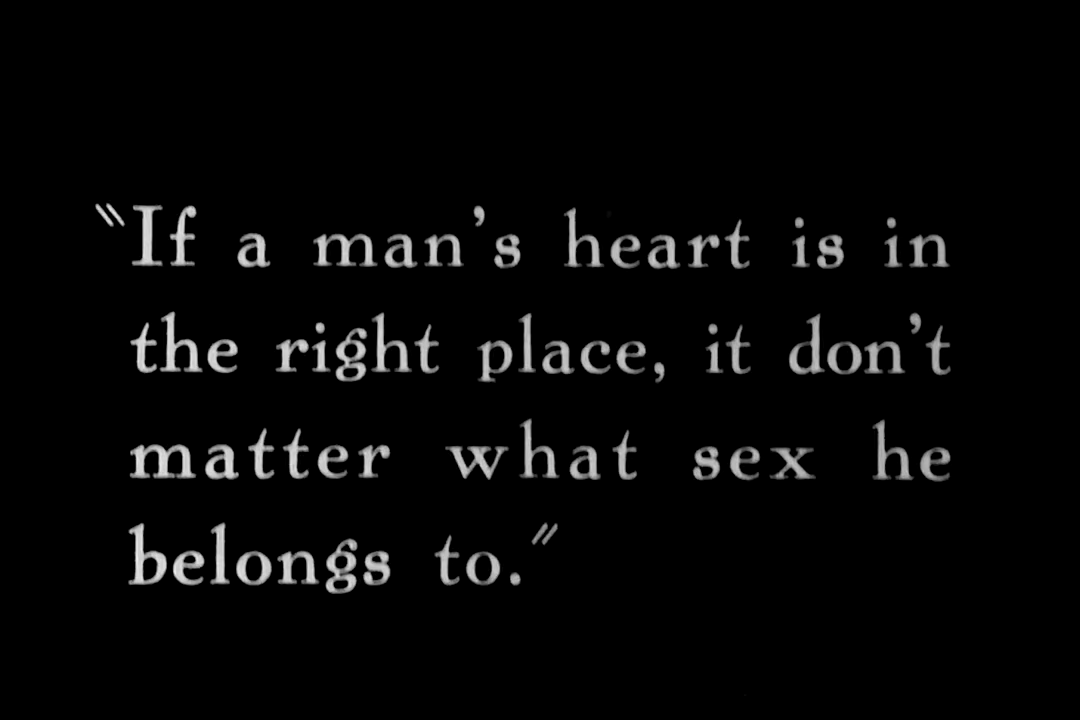 "If a man's heart is in
the right place, it don't
matter what sex he
belongs to."